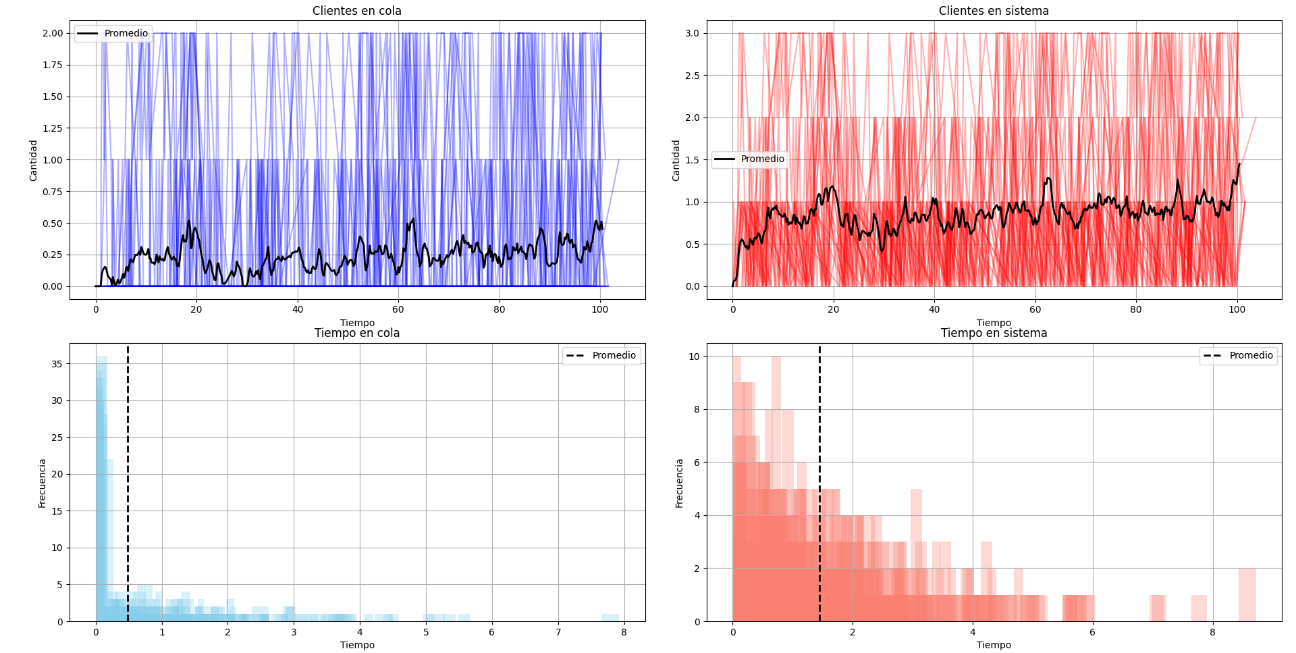 Clientes en cola
Promedio
Cantidad
2.00
1.75
1.50
1.25
1.00
0.75
0.50
0.25
0.00
0 20 40 60 80 100
Tiempo
Clientes en sistema
Promedio
Cantidad
3.0
2.5
2.0
1.5
1.0
0.5
0.0
0 20 40 60 80 100
Tiempo
Tiempo en cola
Promedio
Frecuencia
35
30
25
20
15
10
5
0
0 1 2 3 4 5 6 7 8
Tiempo
Tiempo en sistema
Promedio
Frecuencia
10
8
6
4
2
0
0 2 4 6 8
Tiempo